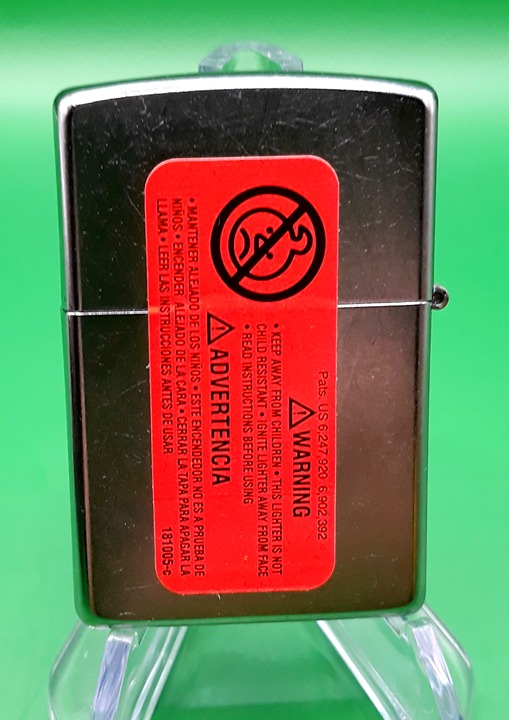 Pats. US 6,247,920 6,902,392
⚠WARNING
• KEEP AWAY FROM CHILDREN • THIS LIGHTER IS NOT
CHILD RESISTANT • IGNITE LIGHTER AWAY FROM FACE
• READ INSTRUCTIONS BEFORE USING
⚠ADVERTENCIA
• MANTENER ALEJADO DE LOS NIÑOS • ESTE ENCENDEDOR NO ES A PRUEBA DE
NIÑOS • ENCENDER ALEJADO DE LA CARA • CERRAR LA TAPA PARA APAGAR LA
LLAMA • LEER LAS INSTRUCCIONES ANTES DE USAR
181005-C